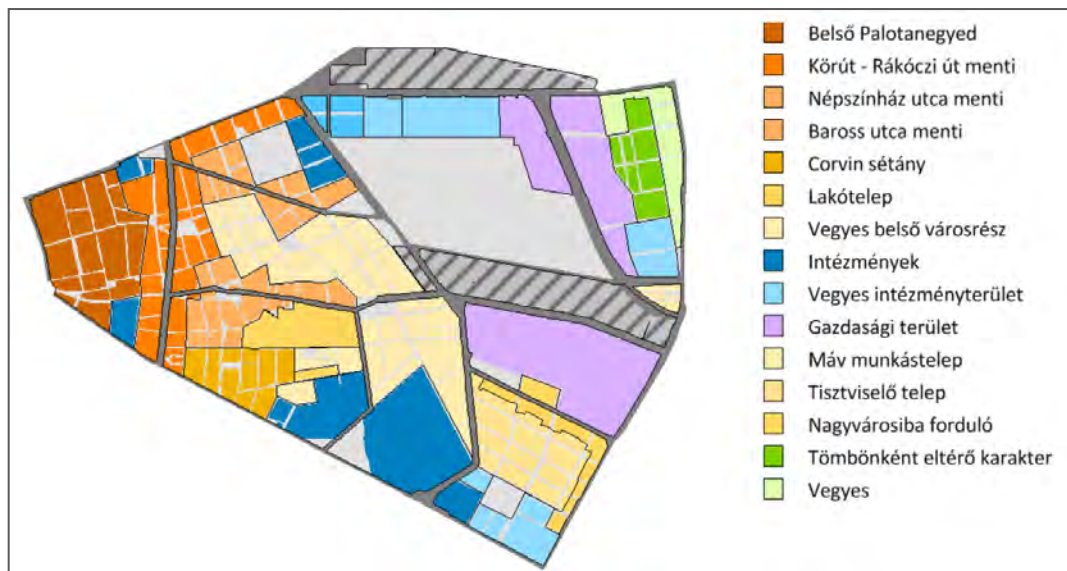 Belső Palotanegyed
Körút - Rákóczi út menti
Népszínház utca menti
Baross utca menti
Corvin sétány
Lakótelep
Vegyes belső városrész
Intézmények
Vegyes intézményterület
Gazdasági terület
Máv munkástelep
Tisztviselő telep
Nagyvárosiba forduló
Tömbönként eltérő karakter
Vegyes